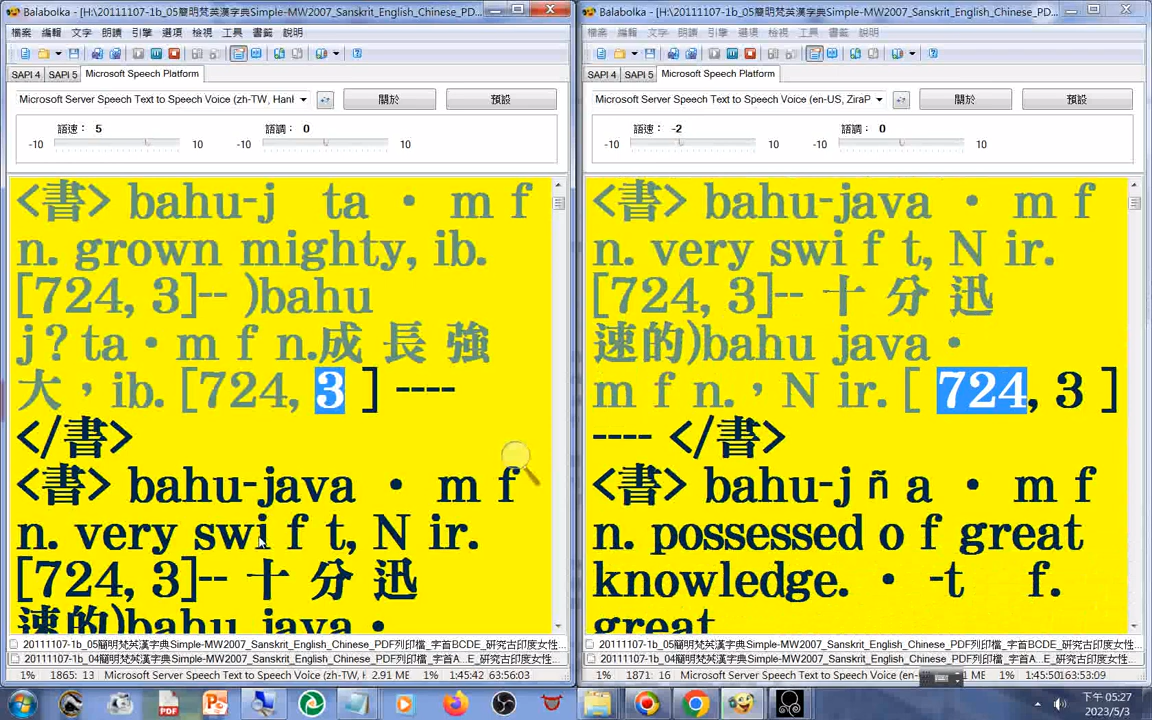 Balabolka - [H:\20111107-1b_05簡明梵英漢字典Simple-MW2007_Sanskrit_English_Chinese_PD...
檔案 編輯 文字 朗讀 引擎 選項 檢視 工具 書籤 說明
SAPI 4 SAPI 5 Microsoft Speech Platform
Microsoft Server Speech Text to Speech Voice (zh-TW, Hanl 關於 預設
語速： 5 語調： 0
-10 10 -10 10
<書> bahu-j ta • m f
n. grown mighty, ib.
[724, 3]-- )bahu
j?ta•m f n.成 長 強
大，ib. [724, 3 ] ----
</書>
<書> bahu-java • m f
n. very swi f t, N ir.
[724, 3]-- 十 分 迅
速的)bahu java•
20111107-1b_05簡明梵英漢字典Simple-MW2007_Sanskrit_English_Chinese_PDF列印檔_字首BCDE_研究古印度女性...
20111107-1b_04簡明梵英漢字典Simple-MW2007_Sanskrit_English_Chinese_PDF列印檔_字首A...E_研究古印度女性...
1% 1865: 13 Microsoft Server Speech Text to Speech Voice (zh-TW, H 2.91 ME 1% 1:45:42 63:56:03
Balabolka - [H:\20111107-1b_05簡明梵英漢字典Simple-MW2007_Sanskrit_English_Chinese_PD...
檔案 編輯 文字 朗讀 引擎 選項 檢視 工具 書籤 說明
SAPI 4 SAPI 5 Microsoft Speech Platform
Microsoft Server Speech Text to Speech Voice (en-US, ZiraP 關於 預設
語速： -2 語調： 0
-10 10 -10 10
<書> bahu-java • m f
n. very swi f t, N ir.
[724, 3]-- 十 分 迅
速的)bahu java•
m f n.，N ir. [ 724, 3 ]
---- </書>
<書> bahu-j ñ a • m f
n. possessed o f great
knowledge. • -t f.
great
20111107-1b_05簡明梵英漢字典Simple-MW2007_Sanskrit_English_Chinese_PDF列印檔_字首BCDE_研究古印度女性...
20111107-1b_04簡明梵英漢字典Simple-MW2007_Sanskrit_English_Chinese_PDF列印檔_字首A...E_研究古印度女性...
1% 1871: 16 Microsoft Server Speech Text to Speech Voice (en-US ME 1% 1:45:50 163:53:09
PDF
下午 05:27
2023/5/3